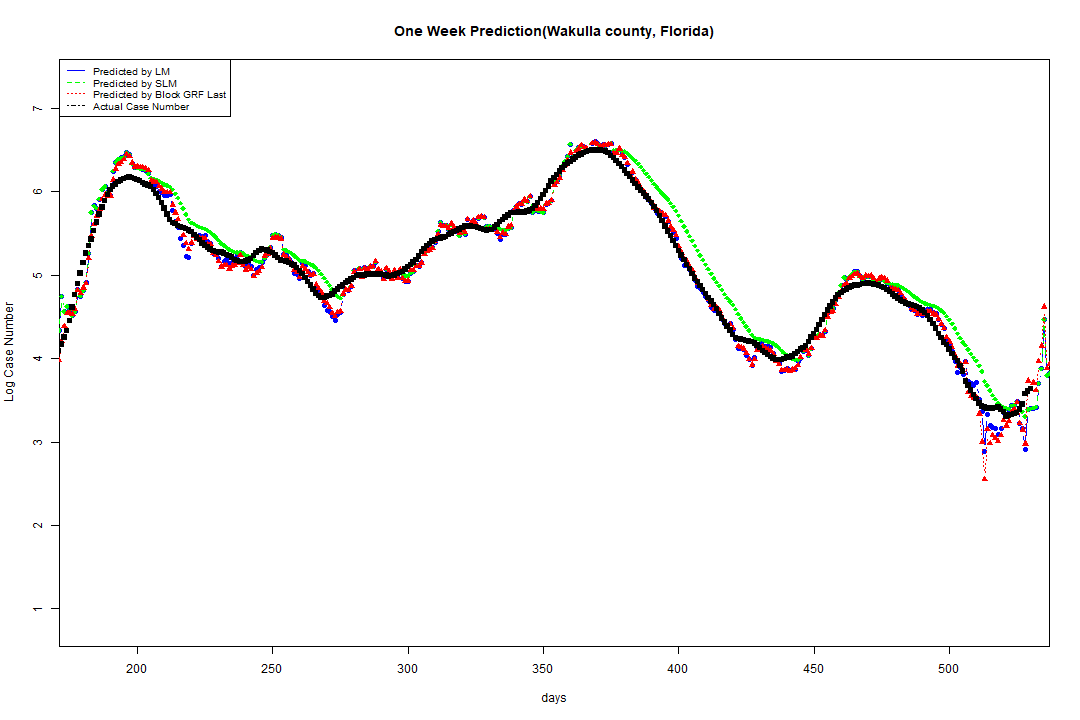 One Week Prediction(Wakulla county, Florida)
Predicted by LM
Predicted by SLM
Predicted by Block GRF Last
Actual Case Number
Log Case Number
7
6
5
4
3
2
1
200 250 300 350 400 450 500
days